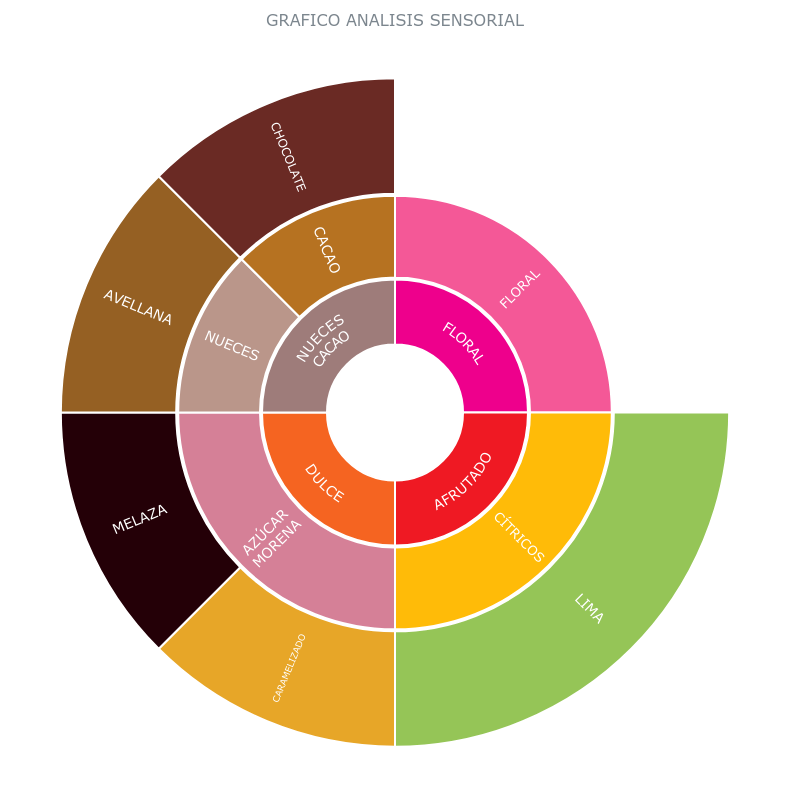 GRAFICO ANALISIS SENSORIAL
CHOCOLATE
CACAO
FLORAL
AVELLANA
NUECES
NUECES
CACAO
FLORAL
MELAZA
AZÚCAR
MORENA
DULCE
AFRUTADO
CÍTRICOS
LIMA
CARAMELIZADO